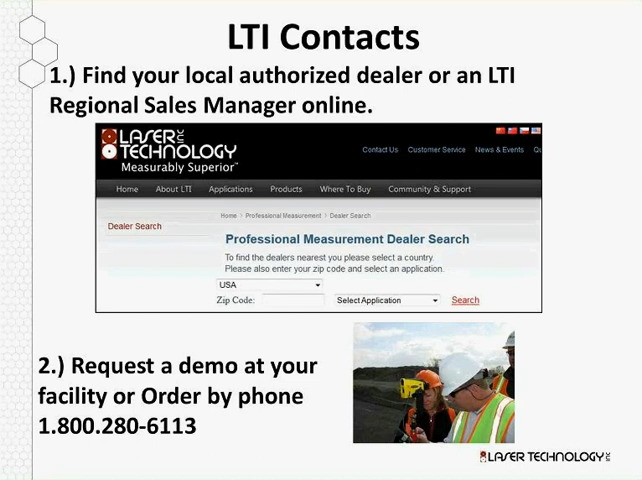 LTI Contacts
1.) Find your local authorized dealer or an LTI
Regional Sales Manager online.
LASER INC
TECHNOLOGY
Measurably Superior™
Contact Us Customer Service News & Events Qu
Home About LTI Applications Products Where To Buy Community & Support
Home > Professional Measurement > Dealer Search
Dealer Search
Professional Measurement Dealer Search
To find the dealers nearest you please select a country.
Please also enter your zip code and select an application.
USA
Zip Code: Select Application Search
2.) Request a demo at your
facility or Order by phone
1.800.280-6113
LASER TECHNOLOGY INC